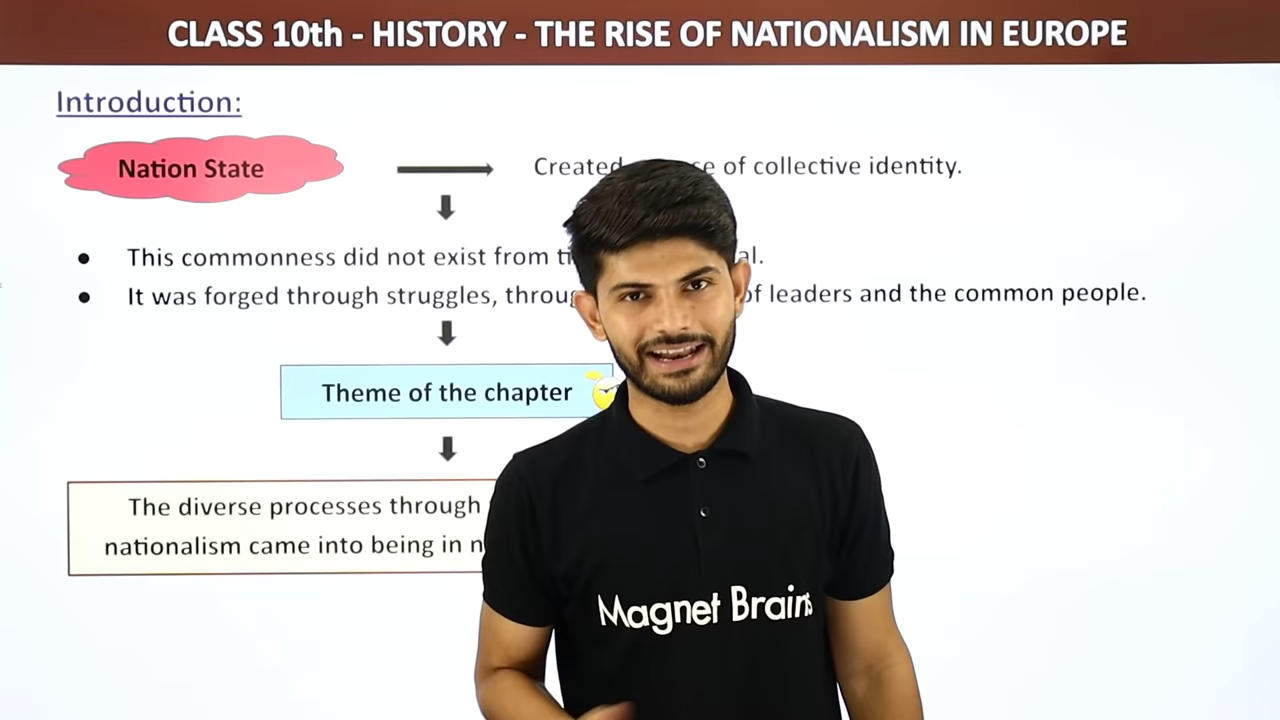 CLASS 10th - HISTORY - THE RISE OF NATIONALISM IN EUROPE
Introduction:
Nation State
Created of collective identity.
● This commonness did not exist from
● It was forged through struggles, of leaders and the common people.
Theme of the chapter
The diverse processes through
nationalism came into being in
Magnet Brains